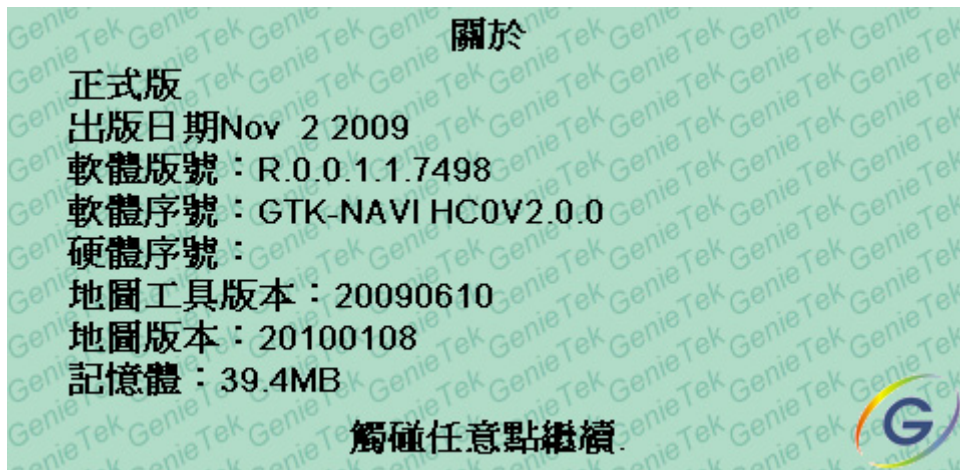 關於
正式版
出版日期Nov 2 2009
軟體版號：R.0.0.1.1.7498
軟體序號：GTK-NAVI HC0V2.0.0
硬體序號：
地圖工具版本：20090610
地圖版本：20100108
記憶體：39.4MB
觸碰任意點繼續.
G